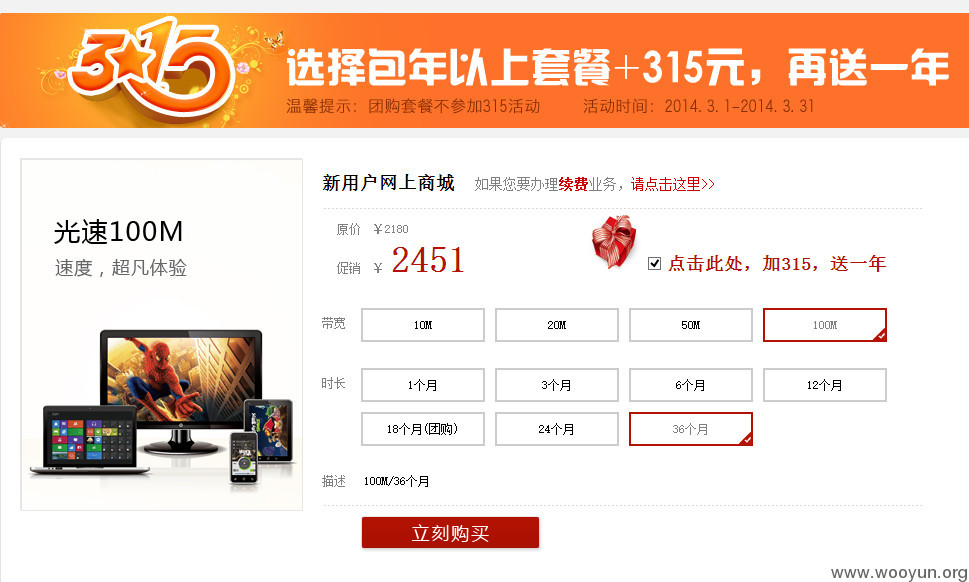 3★15 选择包年以上套餐+315元，再送一年
温馨提示：团购套餐不参加315活动 活动时间：2014.3.1-2014.3.31
光速100M
速度，超凡体验
新用户网上商城 如果您要办理续费业务，请点击这里>>
原价 ￥2180
促销 ￥ 2451
点击此处，加315，送一年
带宽 10M 20M 50M 100M
时长 1个月 3个月 6个月 12个月
18个月(团购) 24个月 36个月
描述 100M/36个月
立刻购买
www.wooyun.org